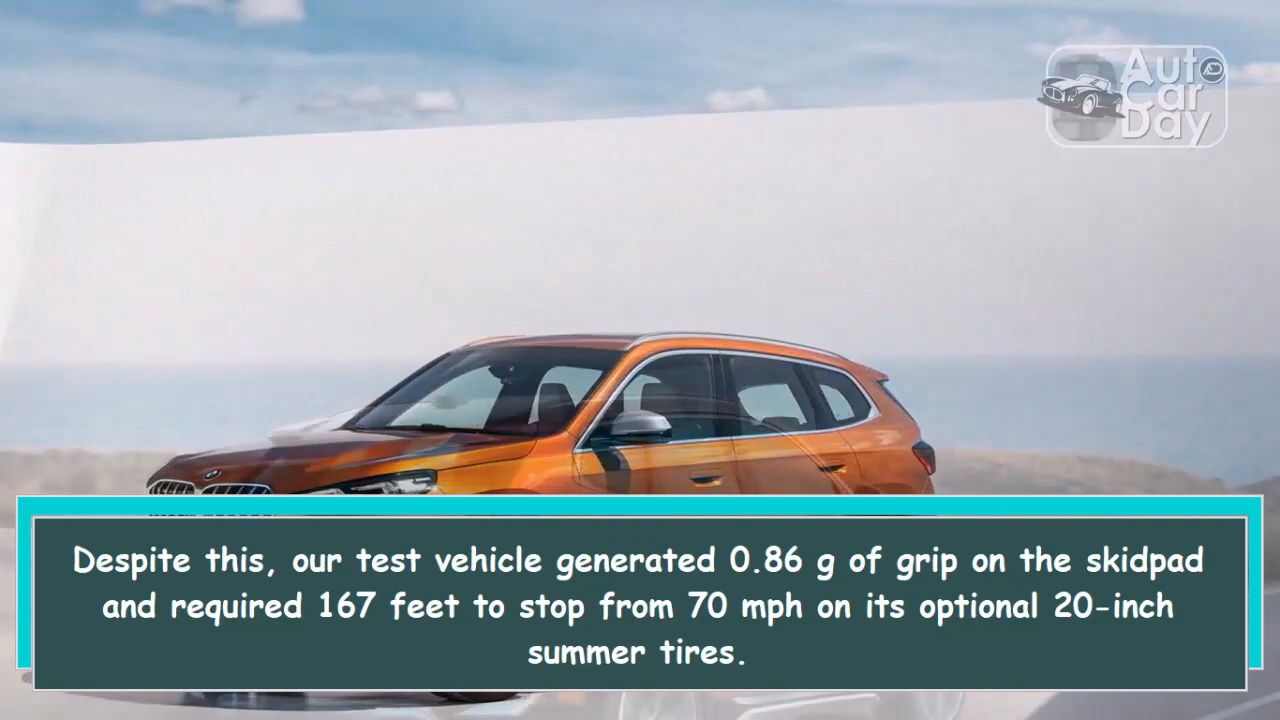 Auto
Car
Day
Despite this, our test vehicle generated 0.86 g of grip on the skidpad
and required 167 feet to stop from 70 mph on its optional 20-inch
summer tires.